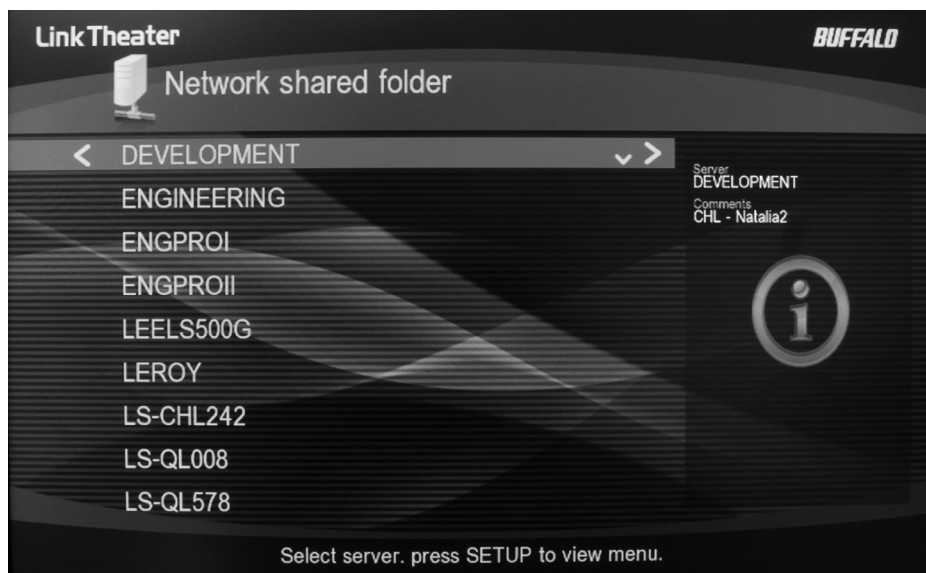 LinkTheater
BUFFALO
Network shared folder
DEVELOPMENT
ENGINEERING
ENGPROI
ENGPROII
LEELS500G
LEROY
LS-CHL242
LS-QL008
LS-QL578
Server
DEVELOPMENT
Comments
CHL - Natalia2
Select server. press SETUP to view menu.